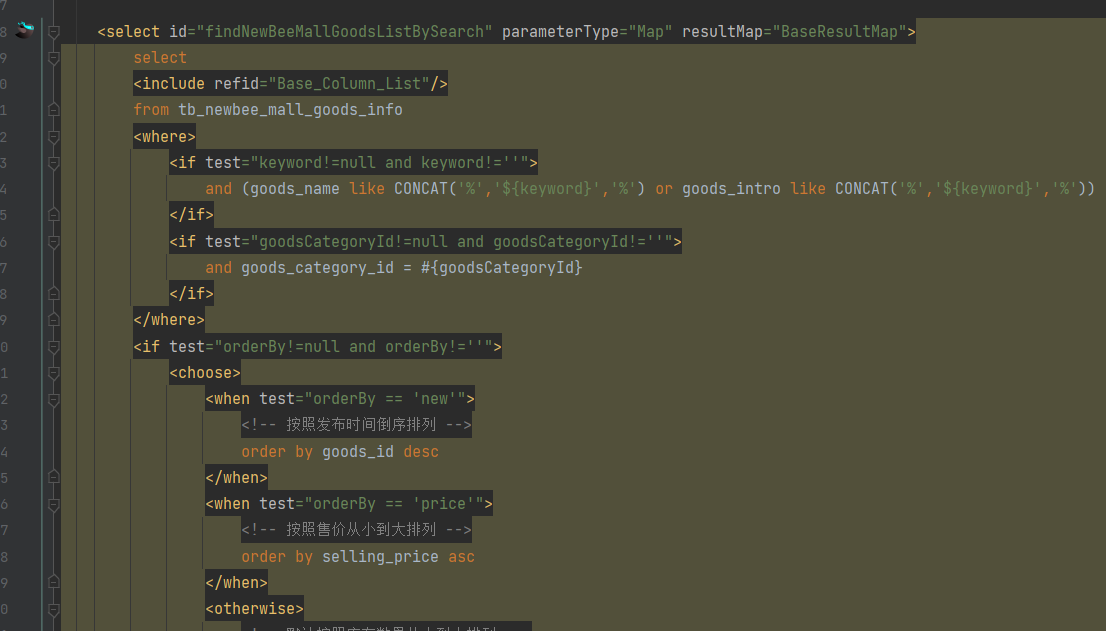 7
8 <select id="findNewBeeMallGoodsListBySearch" parameterType="Map" resultMap="BaseResultMap">
9 select
0 <include refid="Base_Column_List"/>
1 from tb_newbee_mall_goods_info
2 <where>
3 <if test="keyword!=null and keyword!=''">
4 and (goods_name like CONCAT('%','${keyword}','%') or goods_intro like CONCAT('%','${keyword}','%'))
5 </if>
6 <if test="goodsCategoryId!=null and goodsCategoryId!=''">
7 and goods_category_id = #{goodsCategoryId}
8 </if>
9 </where>
0 <if test="orderBy!=null and orderBy!=''">
1 <choose>
2 <when test="orderBy == 'new'">
3 <!-- 按照发布时间倒序排列 -->
4 order by goods_id desc
5 </when>
6 <when test="orderBy == 'price'">
7 <!-- 按照售价从小到大排列 -->
8 order by selling_price asc
9 </when>
0 <otherwise>